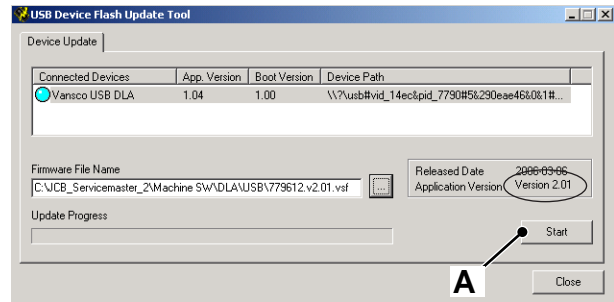 USB Device Flash Update Tool
Device Update
Connected Devices App. Version Boot Version Device Path
Vansco USB DLA 1.04 1.00 \\?\usb#vid_14ec&pid_7790#5&290eae46&0&1#...
Firmware File Name
C:\JCB_Servicemaster_2\Machine SW\DLA\USB\779612.v2.01.vsf ...
Released Date 2006-03-06
Application Version Version 2.01
Update Progress
Start
A
Close